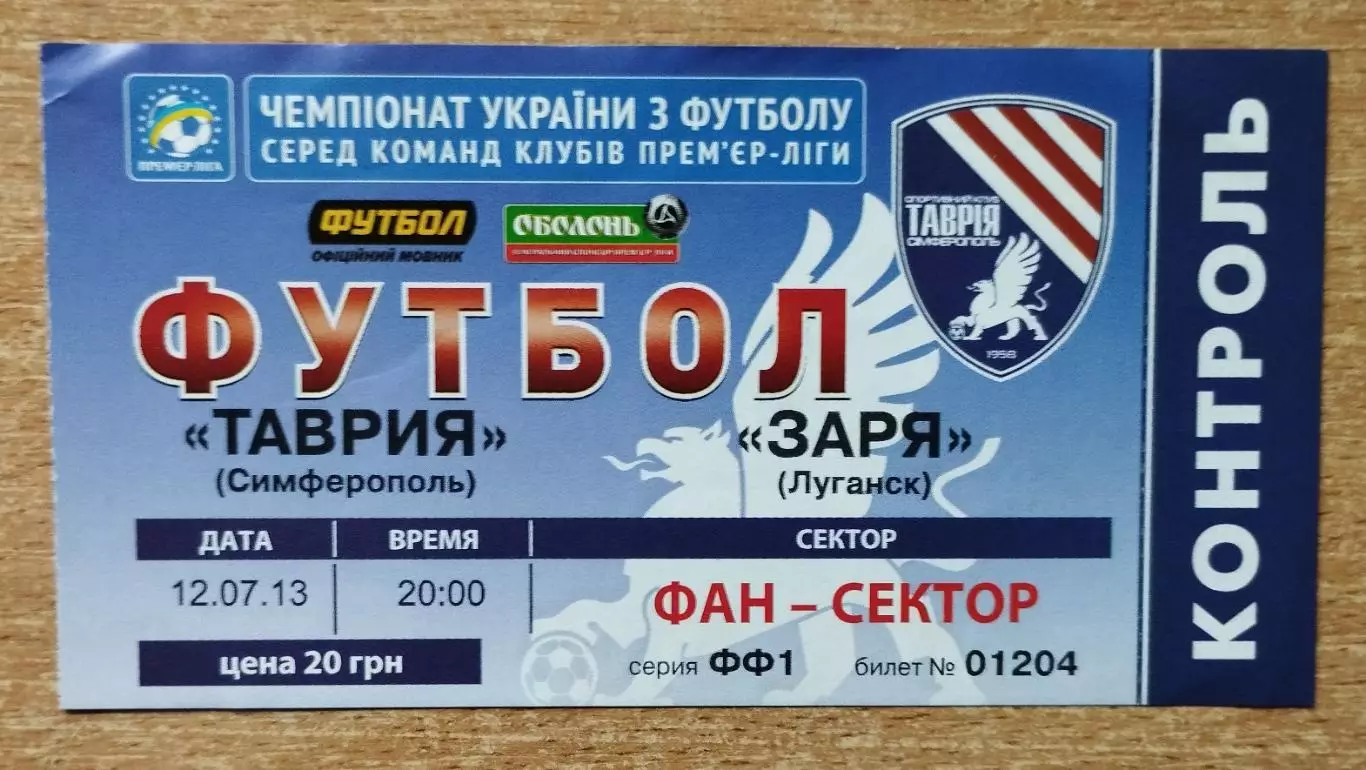 ЧЕМПІОНАТ УКРАЇНИ З ФУТБОЛУ
СЕРЕД КОМАНД КЛУБІВ ПРЕМ'ЄР-ЛІГИ
ПРЕМ'ЄР ЛІГА
ФУТБОЛ
ОФІЦІЙНИЙ МОВНИК
ОБОЛОНЬ
СПОРТИВНИЙ КЛУБ
ТАВРІЯ
СІМФЕРОПОЛЬ
1958
ФУТБОЛ
«ТАВРИЯ» «ЗАРЯ»
(Симферополь) (Луганск)
ДАТА ВРЕМЯ СЕКТОР
12.07.13 20:00 ФАН – СЕКТОР
цена 20 грн серия ФФ1 билет № 01204
КОНТРОЛЬ